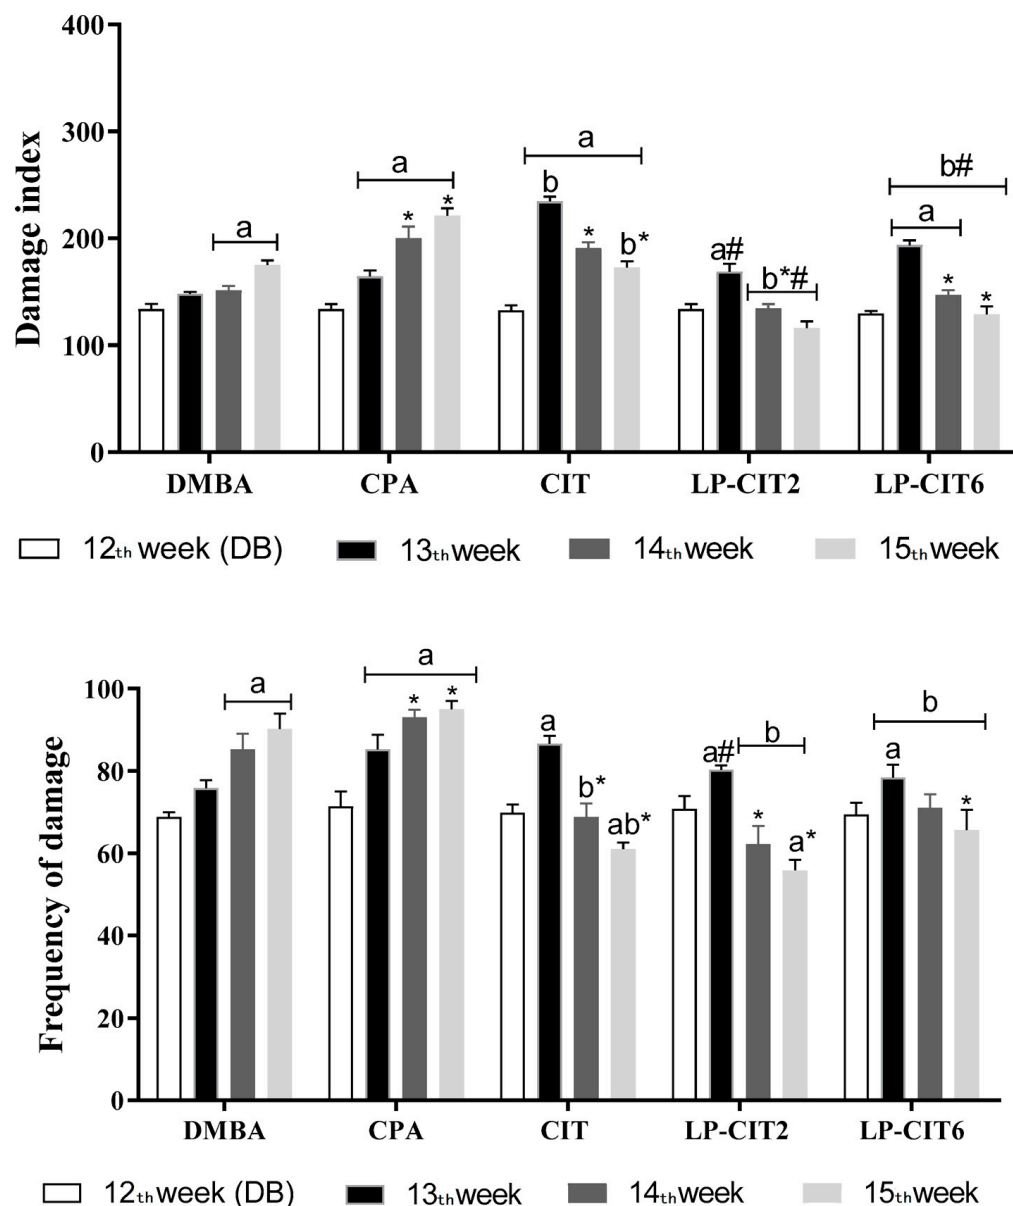 400
a
300
a
b
b#
a
a
* *
*
b*
a#
b*#
* *
200
Damage index
100
0
DMBA CPA CIT LP-CIT2 LP-CIT6
12th week (DB) 13th week 14th week 15th week
a
a
* *
a
b
b
100
a#
a
b*
ab*
*
a*
*
80
60
Frequency of damage
40
20
0
DMBA CPA CIT LP-CIT2 LP-CIT6
12th week (DB) 13th week 14th week 15th week